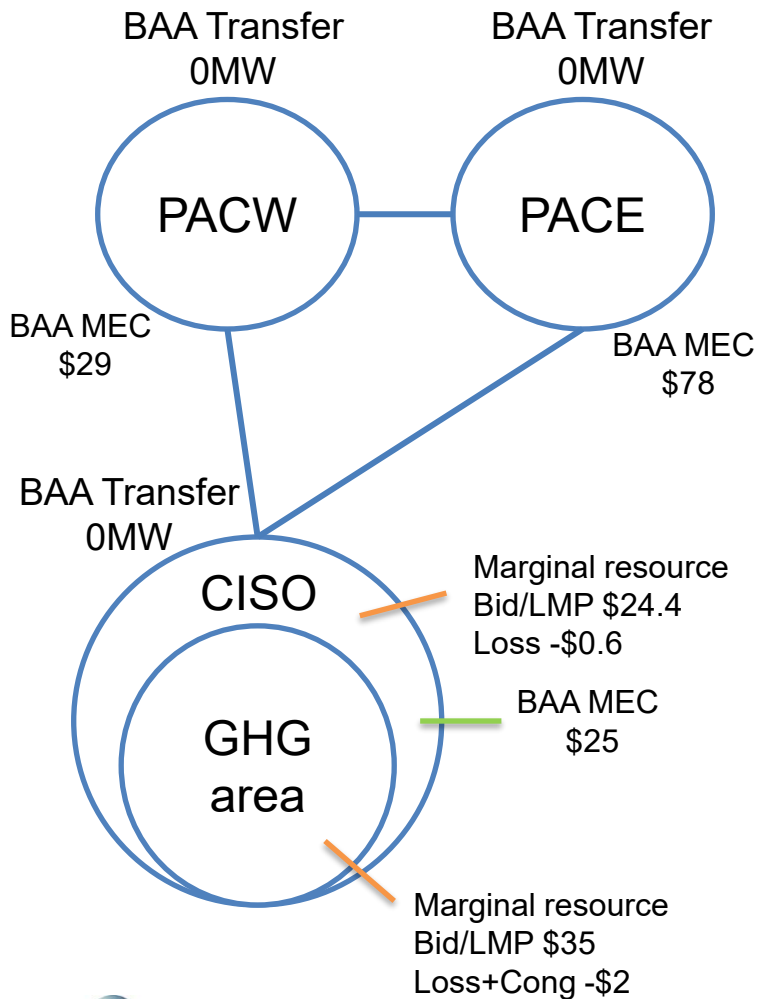 BAA Transfer
0MW
BAA Transfer
0MW
PACW
PACE
BAA MEC
$29
BAA MEC
$78
BAA Transfer
0MW
CISO
Marginal resource
Bid/LMP $24.4
Loss -$0.6
BAA MEC
$25
GHG
area
Marginal resource
Bid/LMP $35
Loss+Cong -$2